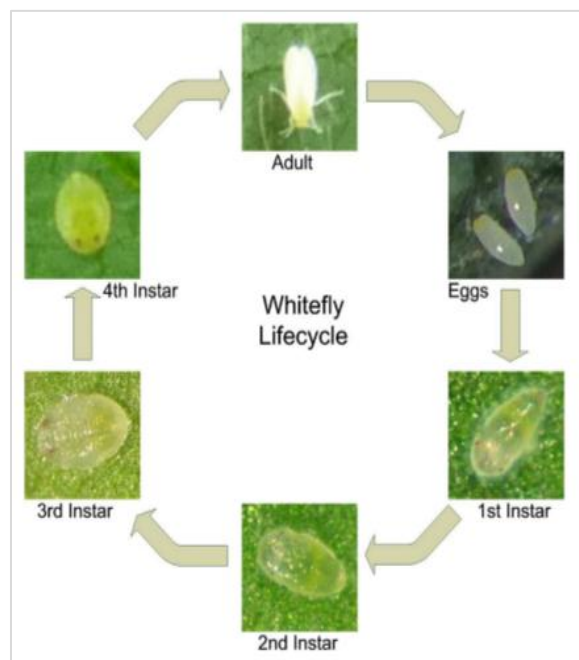 Adult
Eggs
4th Instar
Whitefly
Lifecycle
3rd Instar
1st Instar
2nd Instar